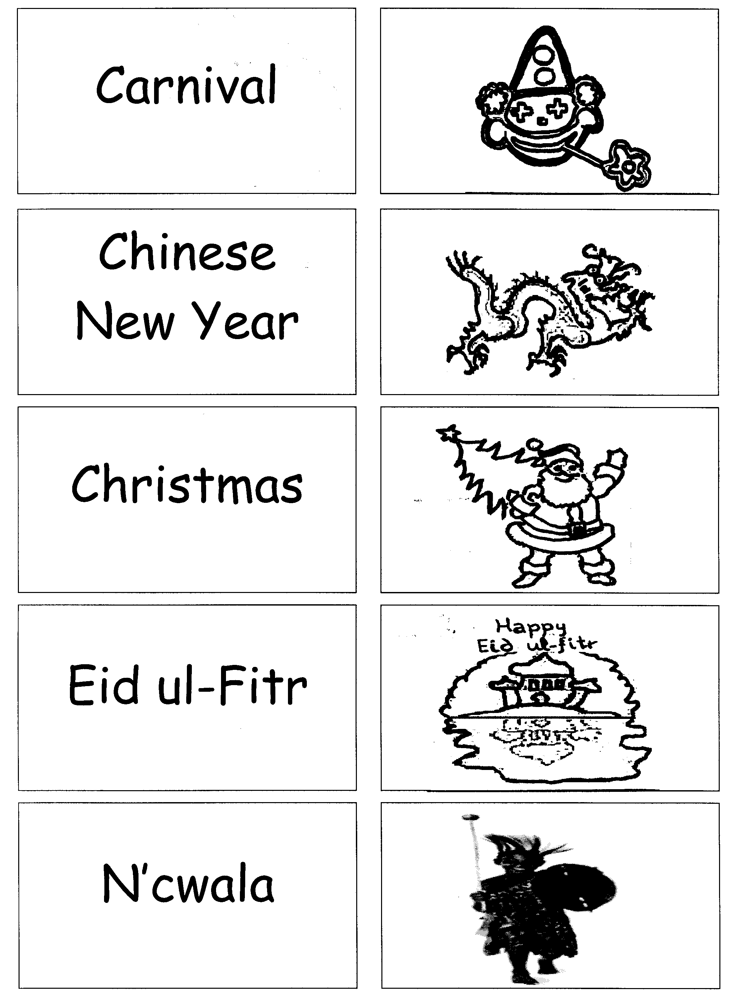 Carnival
Chinese
New Year
Christmas
Happy
Eid ul-fitr
Eid ul-Fitr
N'cwala